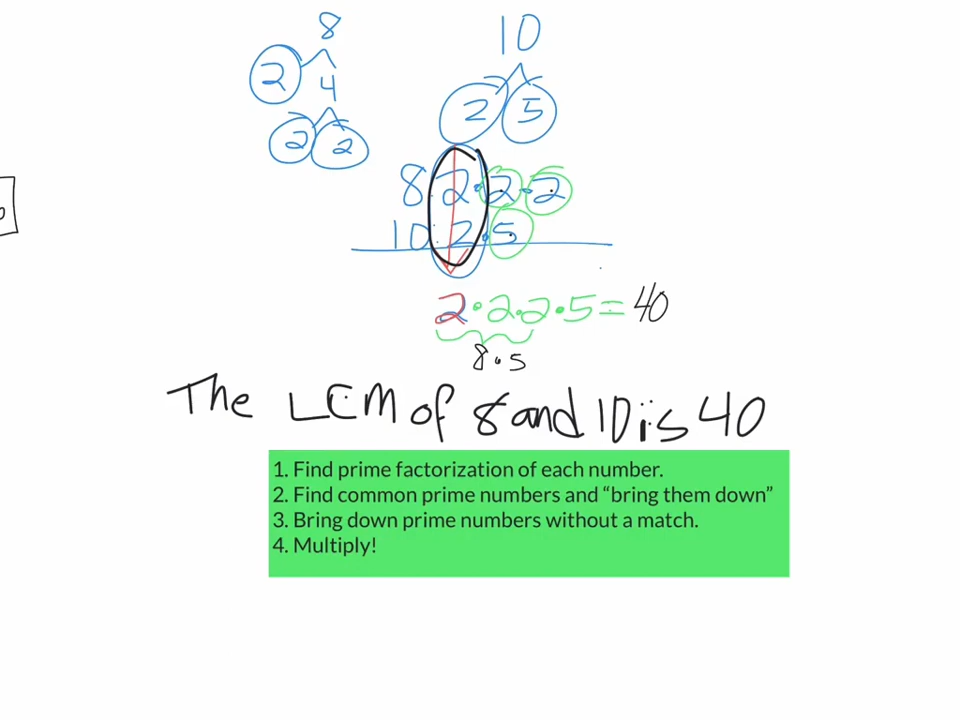 8
10
2 4
2 5
2 2
8: 2·2·2
10: 2·5
2·2·2·5=40
8·5
The LCM of 8 and 10 is 40
1. Find prime factorization of each number.
2. Find common prime numbers and “bring them down”
3. Bring down prime numbers without a match.
4. Multiply!